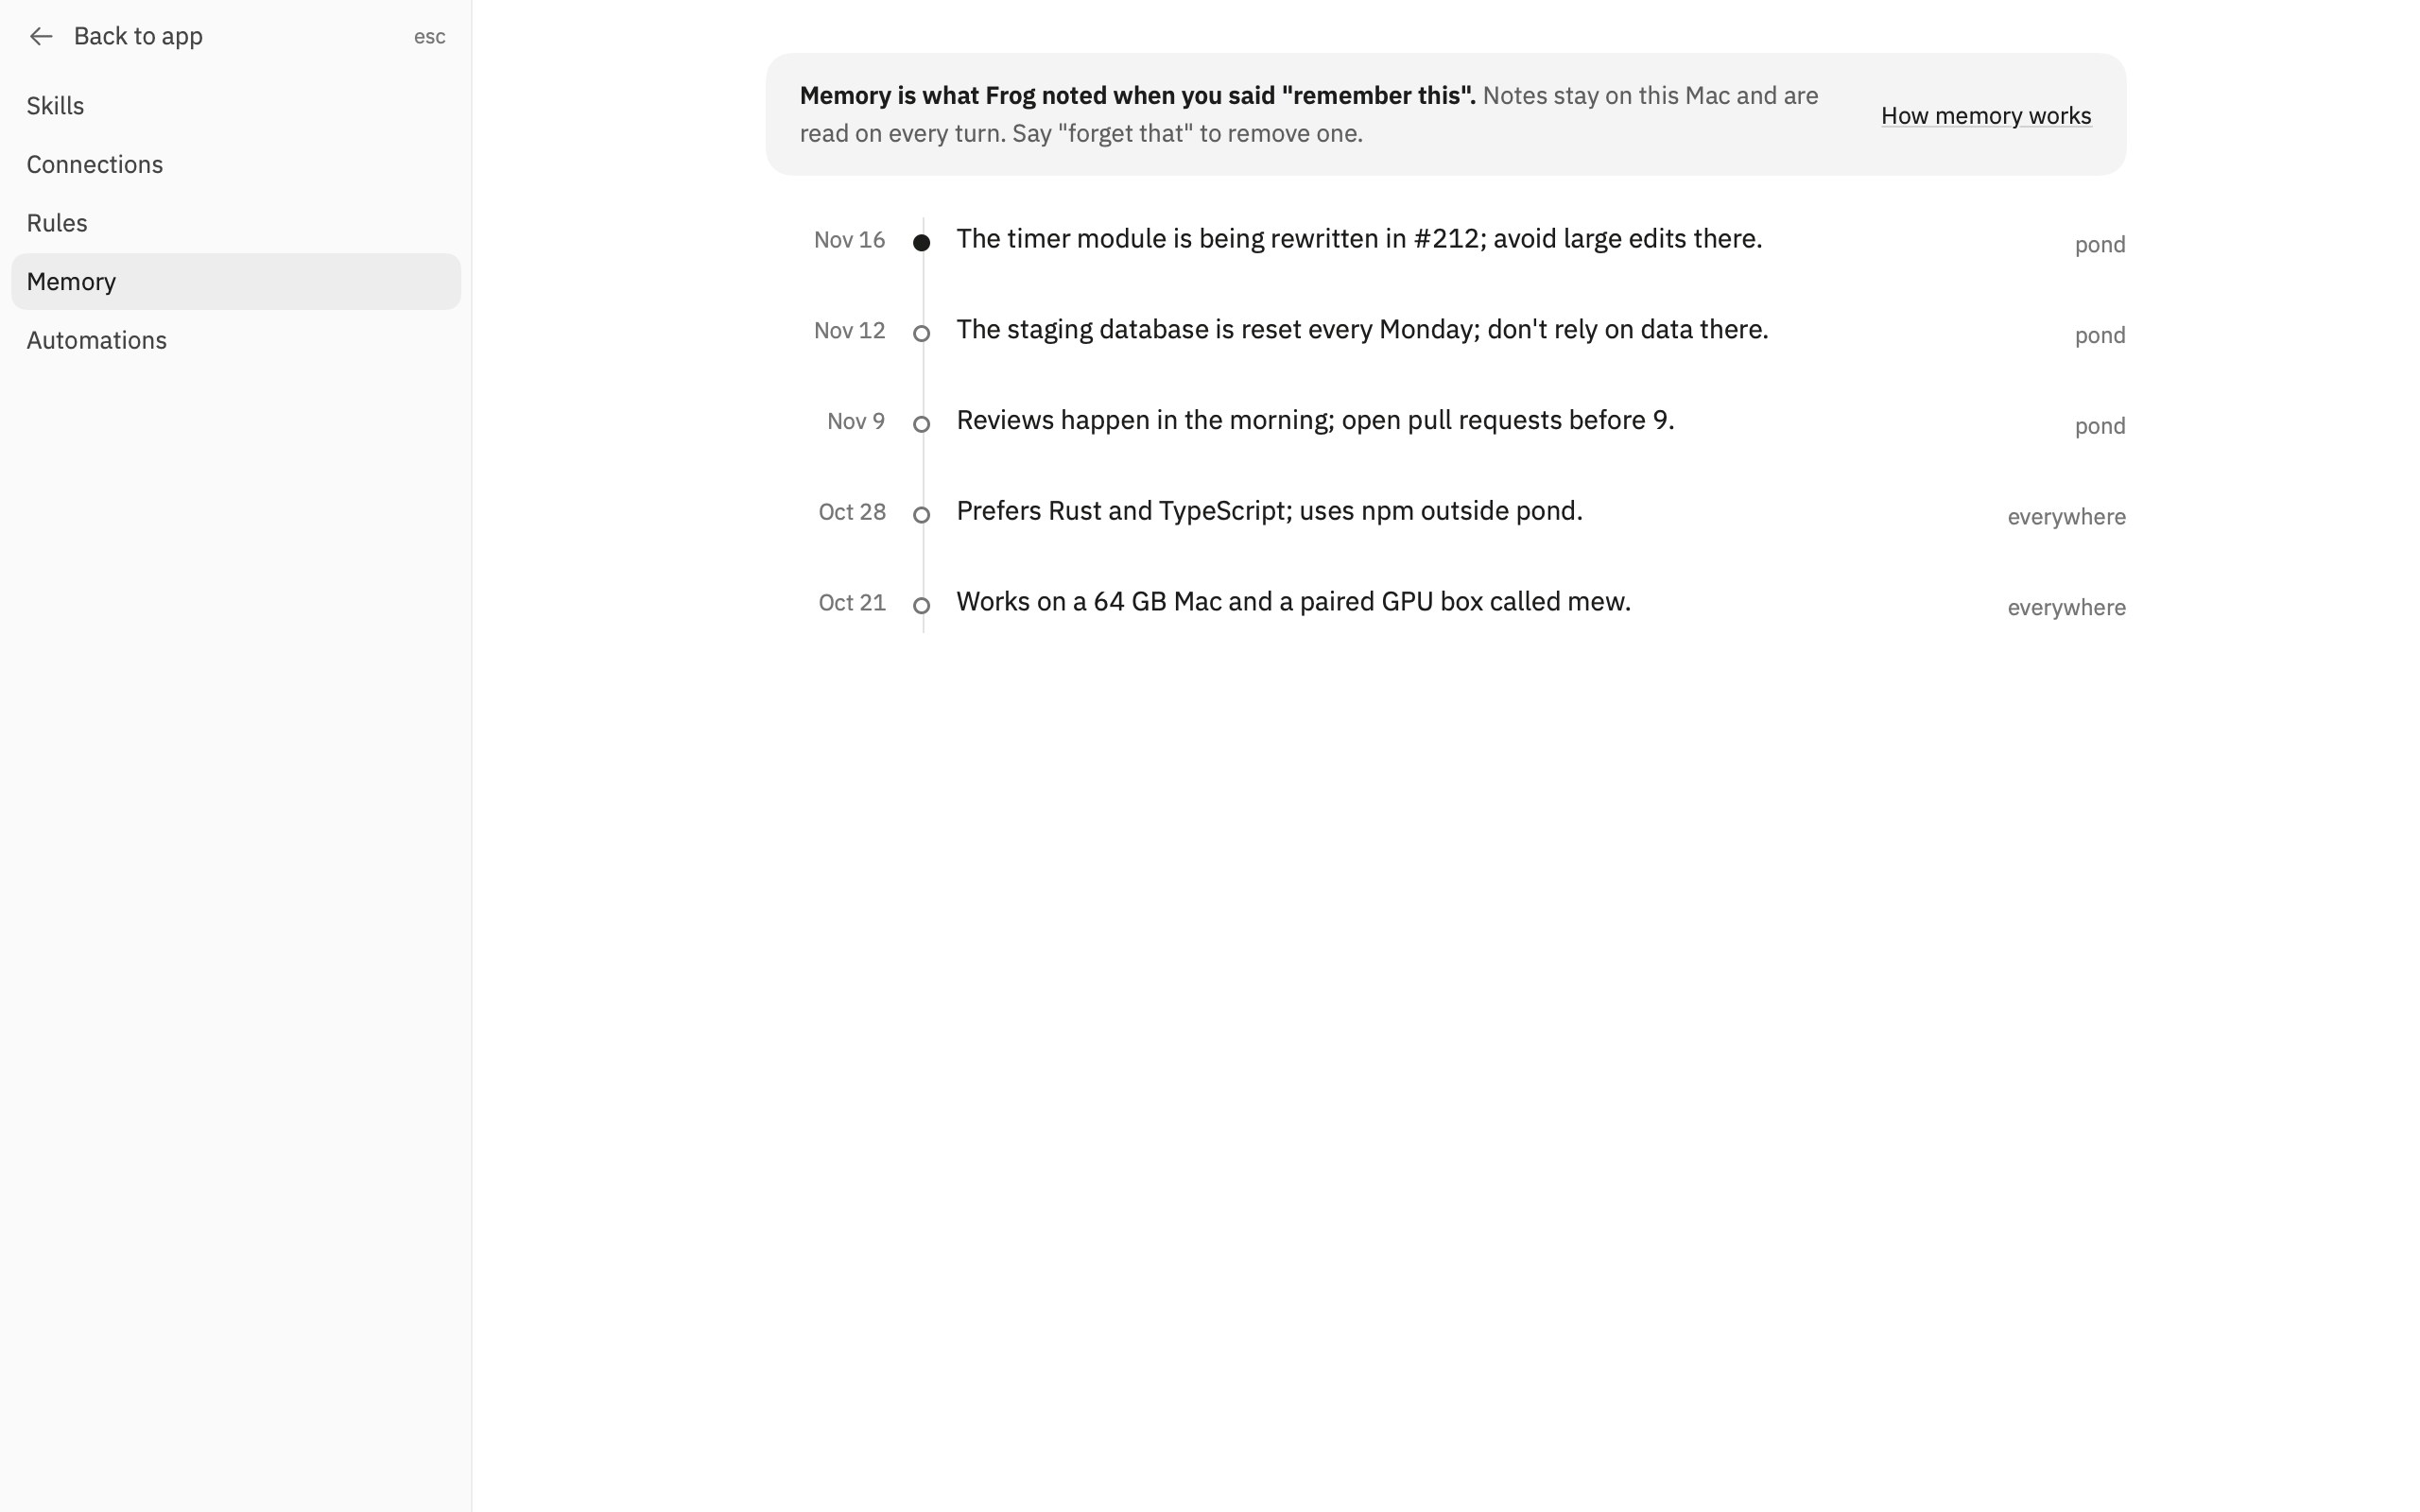 Back to app esc
Skills
Connections
Rules
Memory
Automations
Memory is what Frog noted when you said "remember this". Notes stay on this Mac and are
read on every turn. Say "forget that" to remove one.
How memory works
Nov 16 The timer module is being rewritten in #212; avoid large edits there. pond
Nov 12 The staging database is reset every Monday; don't rely on data there. pond
Nov 9 Reviews happen in the morning; open pull requests before 9. pond
Oct 28 Prefers Rust and TypeScript; uses npm outside pond. everywhere
Oct 21 Works on a 64 GB Mac and a paired GPU box called mew. everywhere